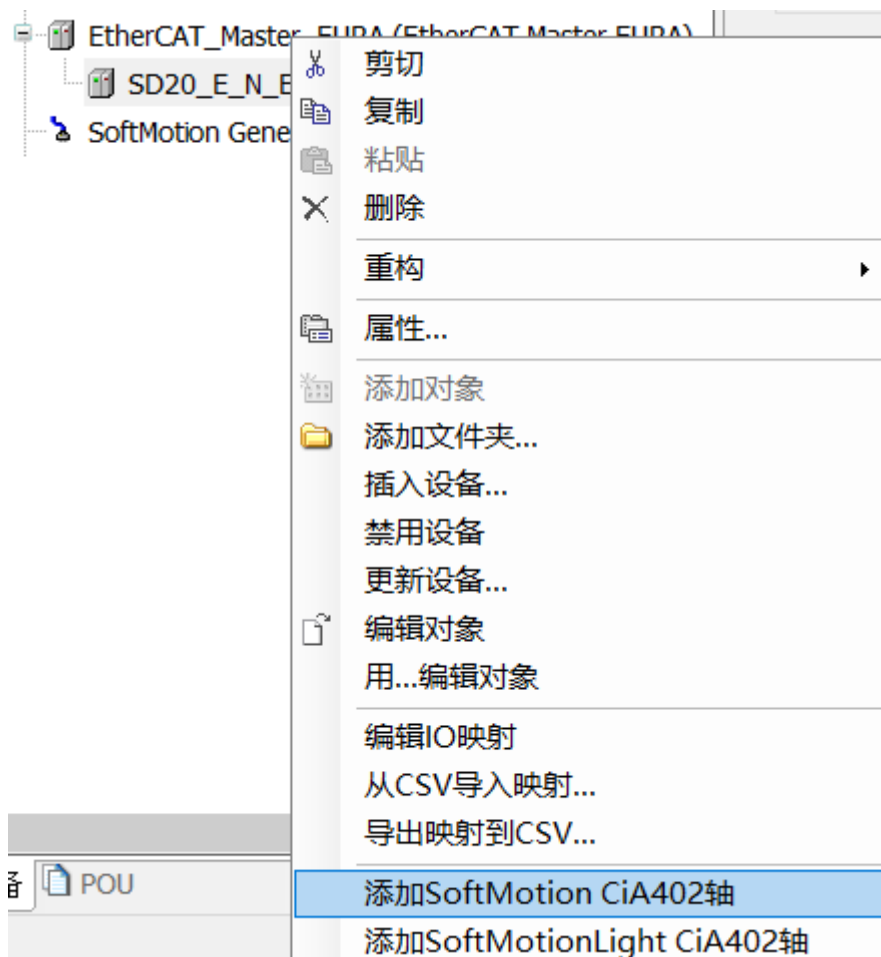 EtherCAT_Master_EURA (EtherCAT Master EURA)
SD20_E_N_E
SoftMotion Gene
剪切
复制
粘贴
删除
重构
属性...
添加对象
添加文件夹...
插入设备...
禁用设备
更新设备...
编辑对象
用...编辑对象
编辑IO映射
从CSV导入映射...
导出映射到CSV...
备
POU
添加SoftMotion CiA402轴
添加SoftMotionLight CiA402轴